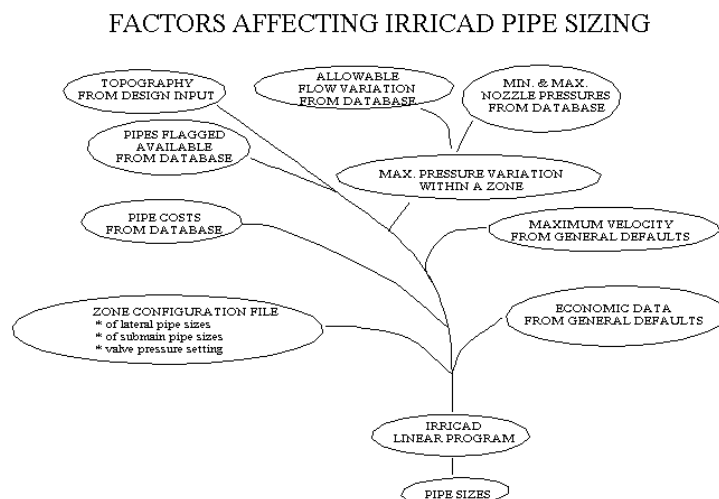 FACTORS AFFECTING IRRICAD PIPE SIZING
TOPOGRAPHY
FROM DESIGN INPUT
ALLOWABLE
FLOW VARIATION
FROM DATABASE
MIN. & MAX.
NOZZLE PRESSURES
FROM DATABASE
PIPES FLAGGED
AVAILABLE
FROM DATABASE
MAX. PRESSURE VARIATION
WITHIN A ZONE
PIPE COSTS
FROM DATABASE
MAXIMUM VELOCITY
FROM GENERAL DEFAULTS
ZONE CONFIGURATION FILE
* of lateral pipe sizes
* of submain pipe sizes
* valve pressure setting
ECONOMIC DATA
FROM GENERAL DEFAULTS
IRRICAD
LINEAR PROGRAM
PIPE SIZES